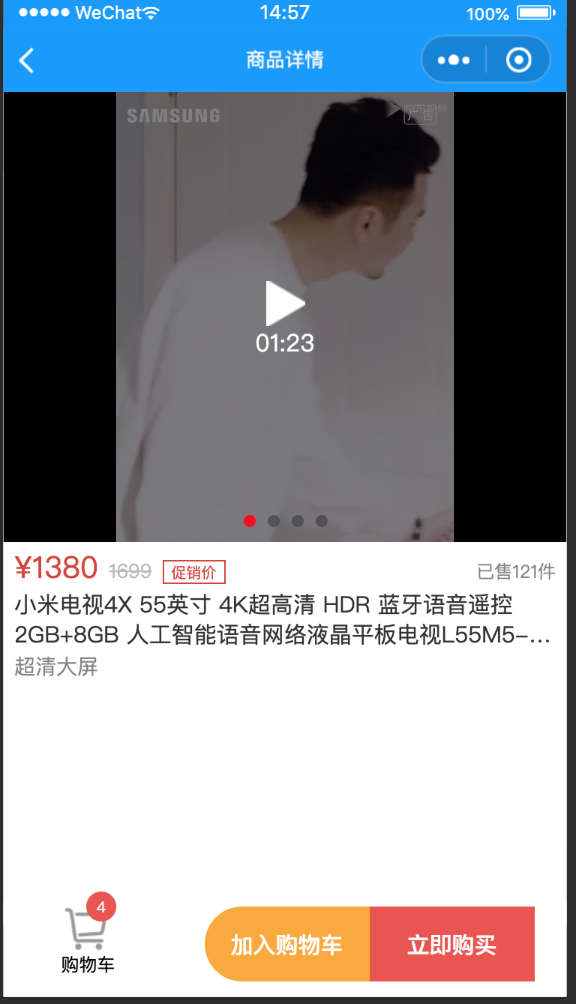 WeChat
14:57
100%
商品详情
SAMSUNG
广告
01:23
¥1380 1699 促销价 已售121件
小米电视4X 55英寸 4K超高清 HDR 蓝牙语音遥控
2GB+8GB 人工智能语音网络液晶平板电视L55M5-...
超清大屏
4
购物车
加入购物车
立即购买